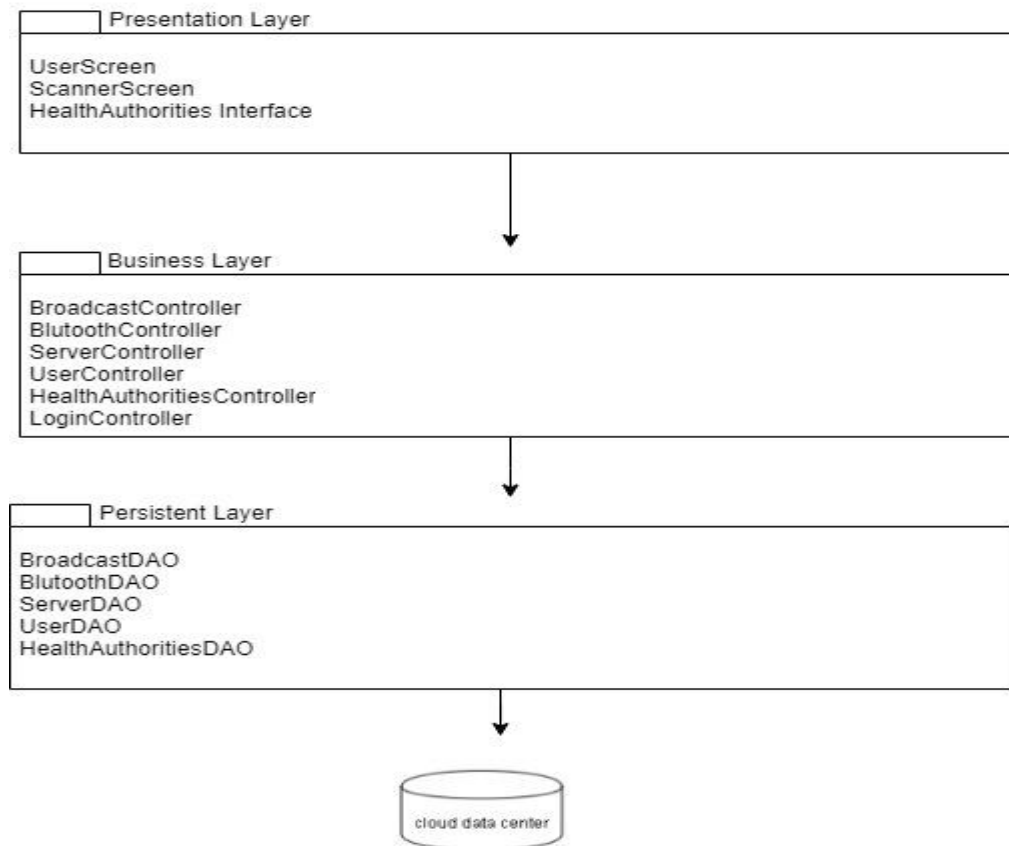 Presentation Layer
UserScreen
ScannerScreen
HealthAuthorities Interface
Business Layer
BroadcastController
BlutoothController
ServerController
UserController
HealthAuthoritiesController
LoginController
Persistent Layer
BroadcastDAO
BlutoothDAO
ServerDAO
UserDAO
HealthAuthoritiesDAO
cloud data center